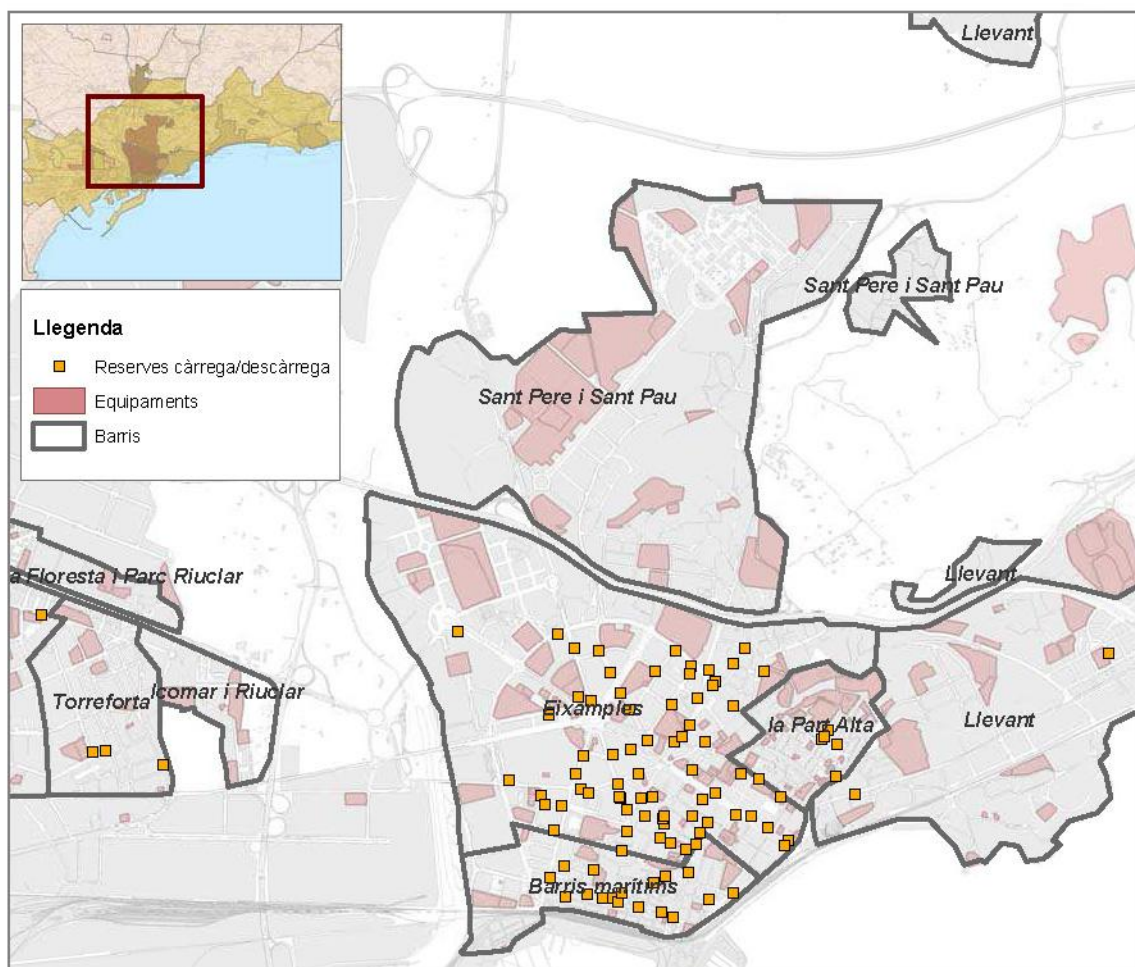 Llevant
Llegenda
Reserves càrrega/descàrrega
Equipaments
Barris
Sant Pere i Sant Pau
Sant Pere i Sant Pau
a Floresta i Parc Riuclar
Llevant
Torreforta
Icomar i Riuclar
Eixamples
la Part Alta
Llevant
Barris marítims